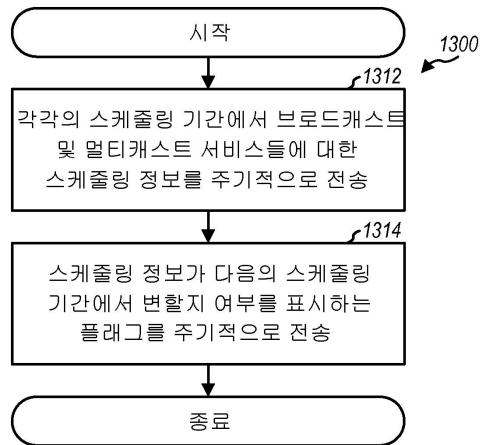 시작
1300
1312
각각의 스케줄링 기간에서 브로드캐스트
및 멀티캐스트 서비스들에 대한
스케줄링 정보를 주기적으로 전송
1314
스케줄링 정보가 다음의 스케줄링
기간에서 변할지 여부를 표시하는
플래그를 주기적으로 전송
종료